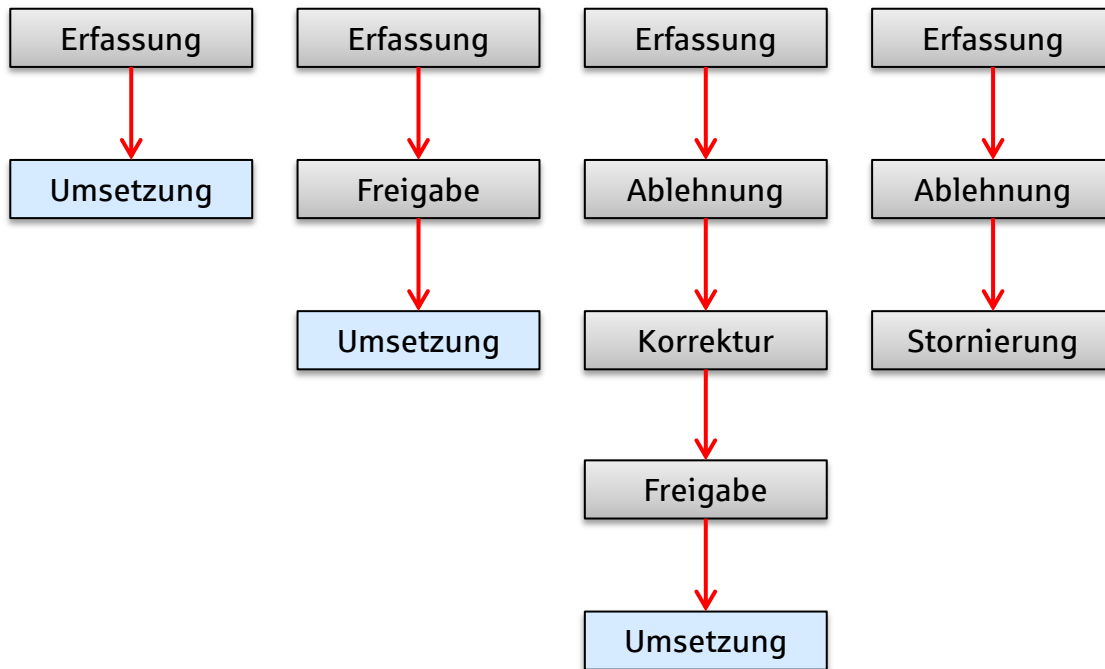 Erfassung
Erfassung
Erfassung
Erfassung
Umsetzung
Freigabe
Ablehnung
Ablehnung
Umsetzung
Korrektur
Stornierung
Freigabe
Umsetzung